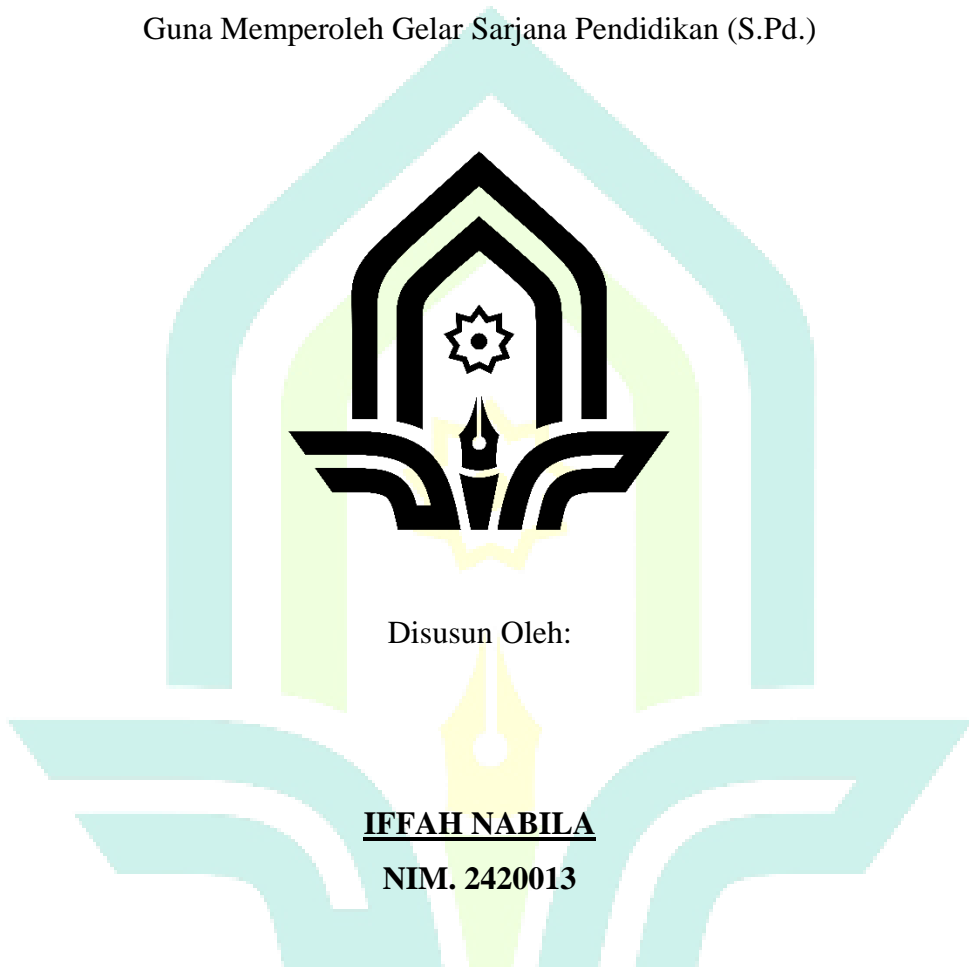 Guna Memperoleh Gelar Sarjana Pendidikan (S.Pd.)
Disusun Oleh:
IFFAH NABILA
NIM. 2420013